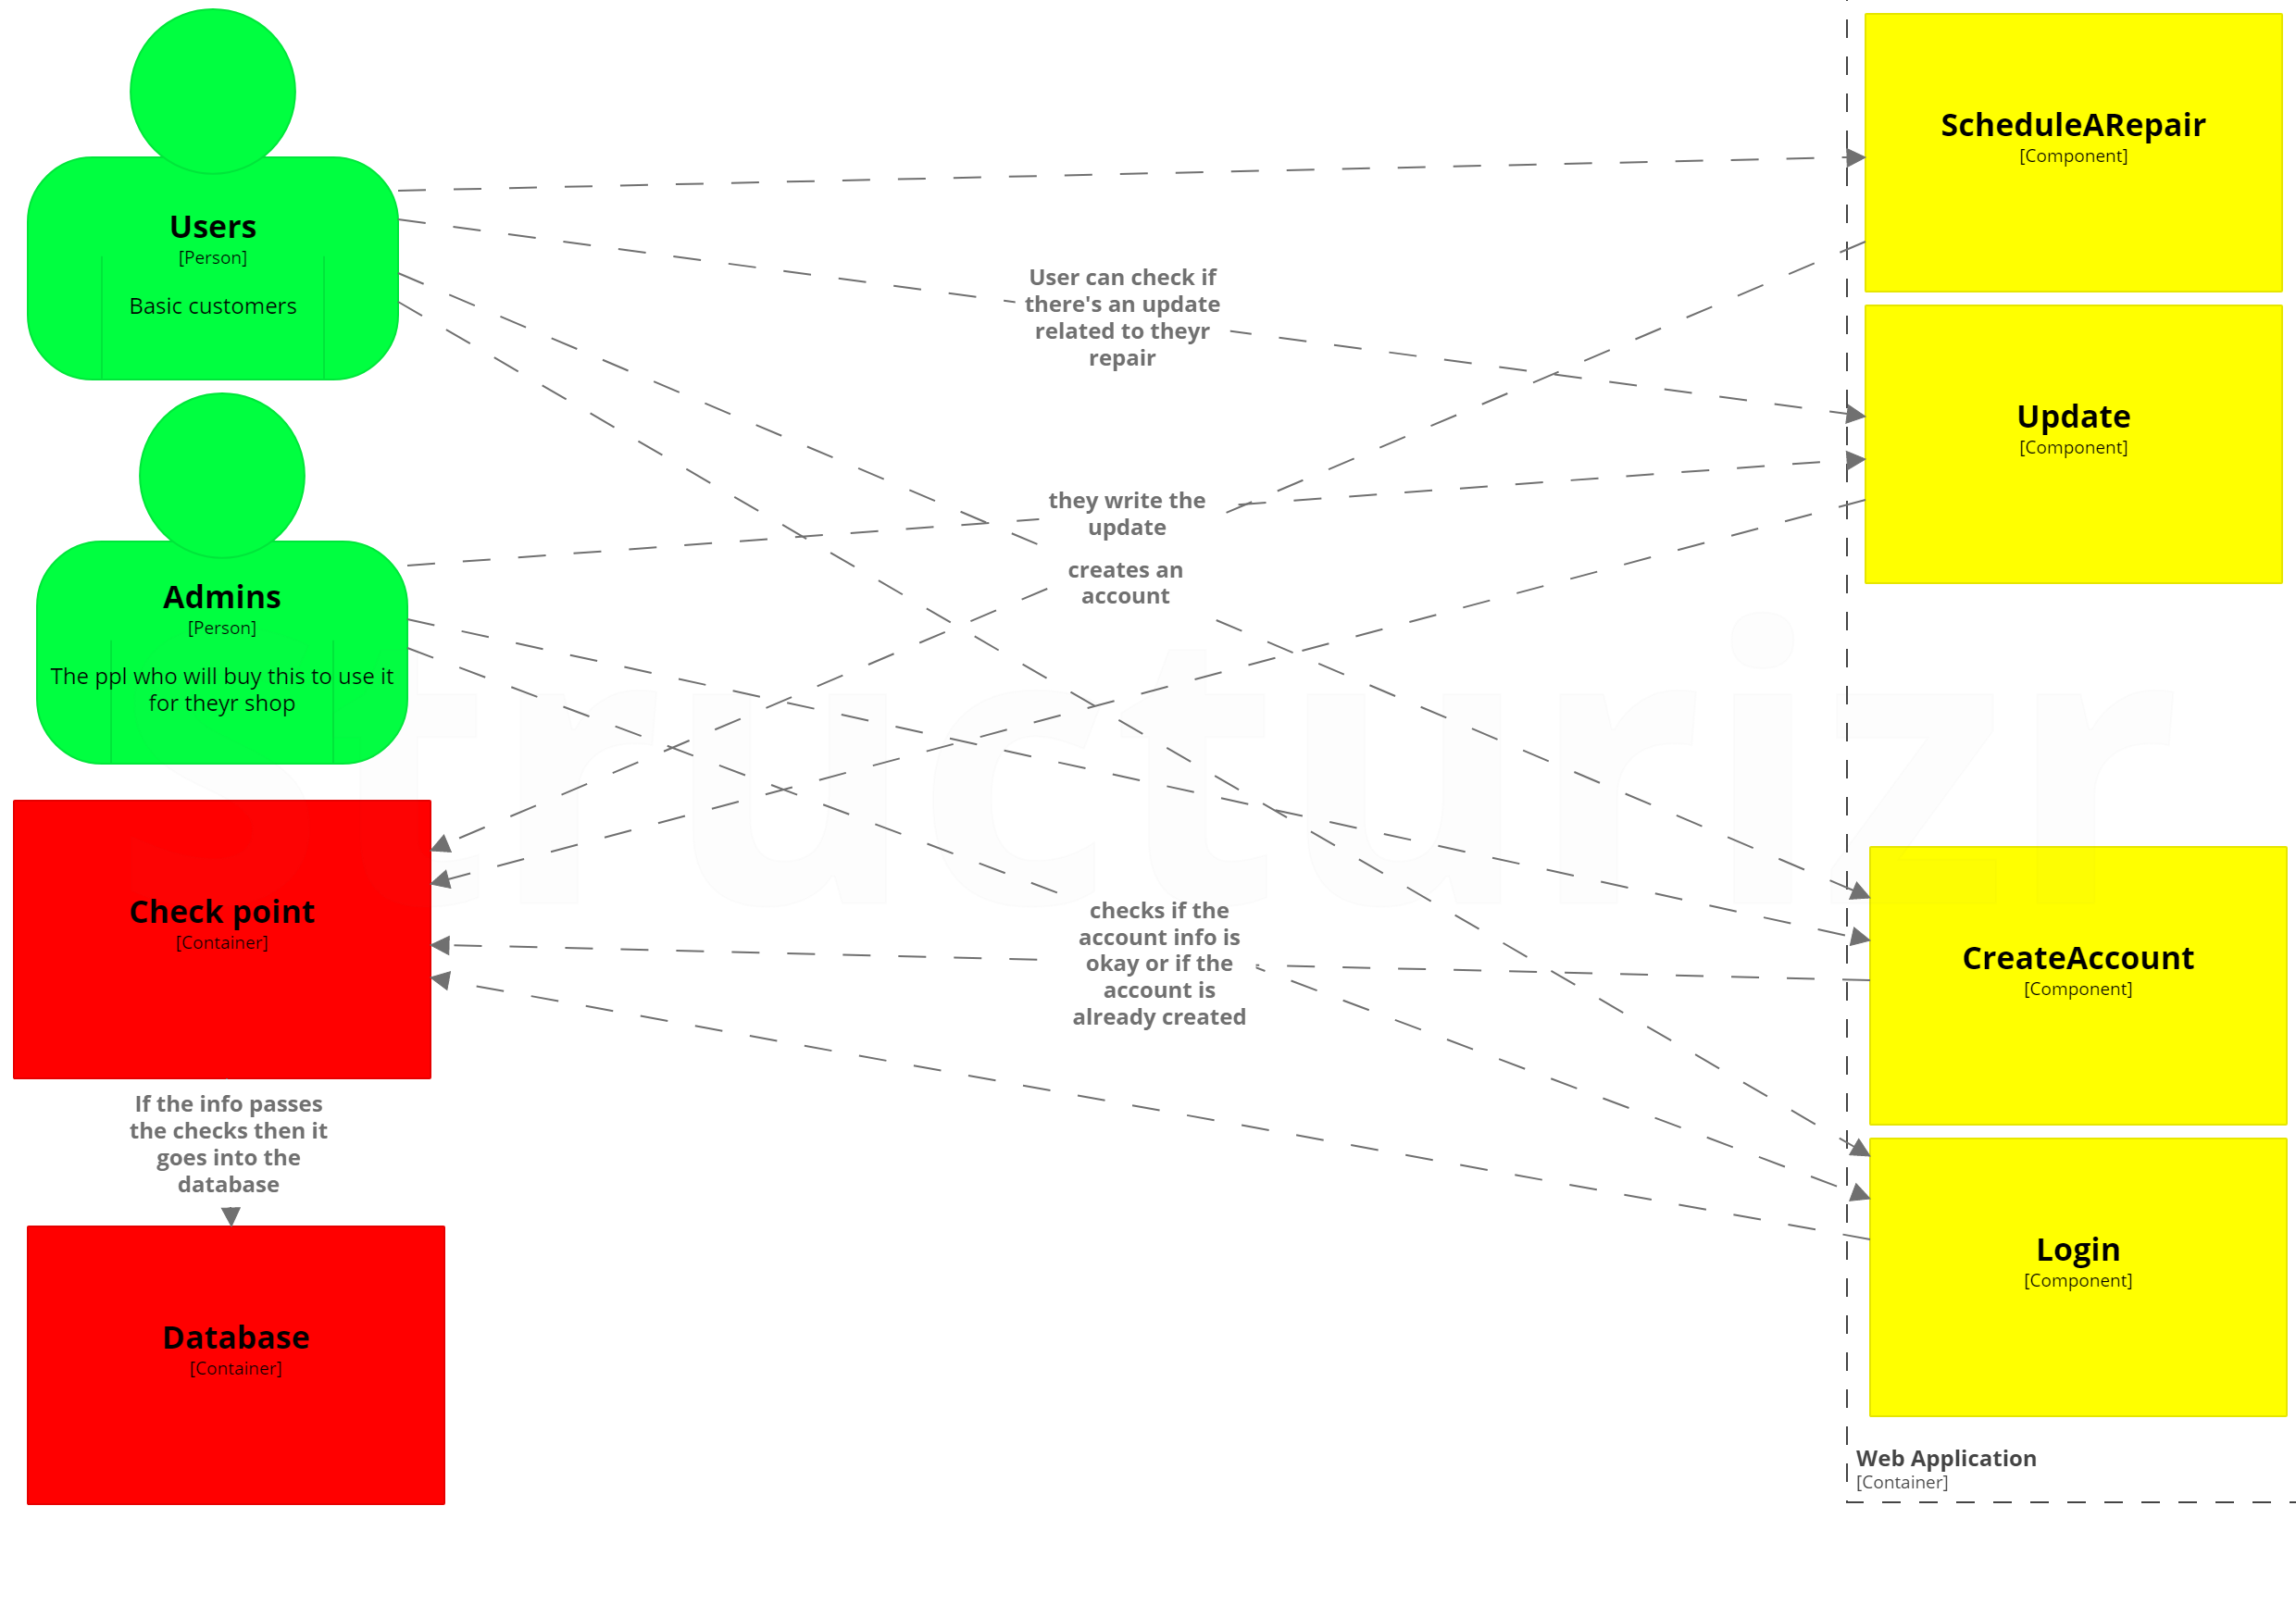 Users
[Person]
Basic customers
Admins
[Person]
The ppl who will buy this to use it
for theyr shop
Check point
[Container]
If the info passes
the checks then it
goes into the
database
Database
[Container]
User can check if
there's an update
related to theyr
repair
they write the
update
creates an
account
checks if the
account info is
okay or if the
account is
already created
ScheduleARepair
[Component]
Update
[Component]
CreateAccount
[Component]
Login
[Component]
Web Application
[Container]
Structurizr